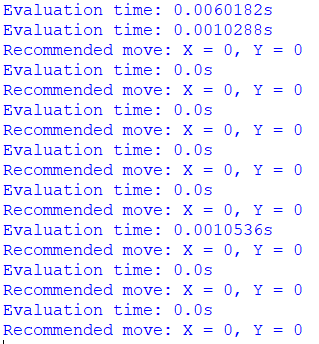 Evaluation time: 0.0060182s
Evaluation time: 0.0010288s
Recommended move: X = 0, Y = 0
Evaluation time: 0.0s
Recommended move: X = 0, Y = 0
Evaluation time: 0.0s
Recommended move: X = 0, Y = 0
Evaluation time: 0.0s
Recommended move: X = 0, Y = 0
Evaluation time: 0.0s
Recommended move: X = 0, Y = 0
Evaluation time: 0.0010536s
Recommended move: X = 0, Y = 0
Evaluation time: 0.0s
Recommended move: X = 0, Y = 0
Evaluation time: 0.0s
Recommended move: X = 0, Y = 0